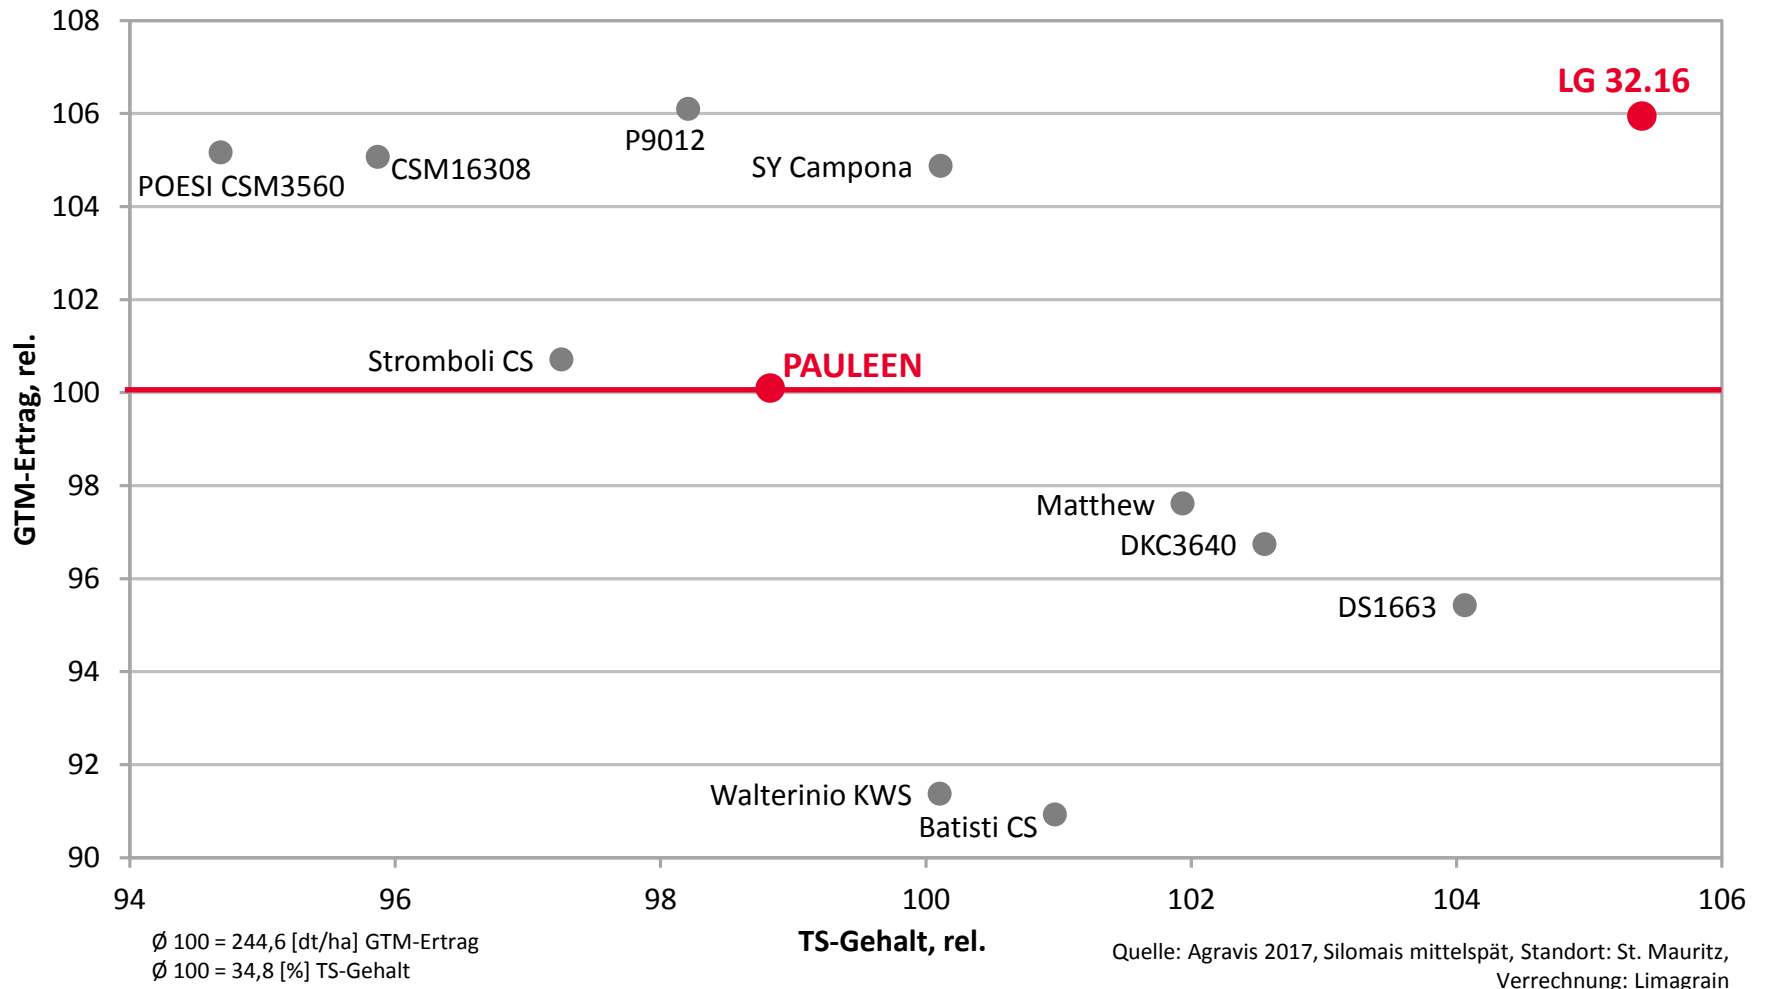 108
106
104
102
100
98
96
94
92
90
GTM-Ertrag, rel.
LG 32.16
P9012
SY Campona
CSM16308
POESI CSM3560
Stromboli CS
PAULEEN
Matthew
DKC3640
DS1663
Walterinio KWS
Batisti CS
94 96 98 100 102 104 106
TS-Gehalt, rel.
Ø 100 = 244,6 [dt/ha] GTM-Ertrag
Ø 100 = 34,8 [%] TS-Gehalt
Quelle: Agravis 2017, Silomais mittelspät, Standort: St. Mauritz,
Verrechnung: Limagrain